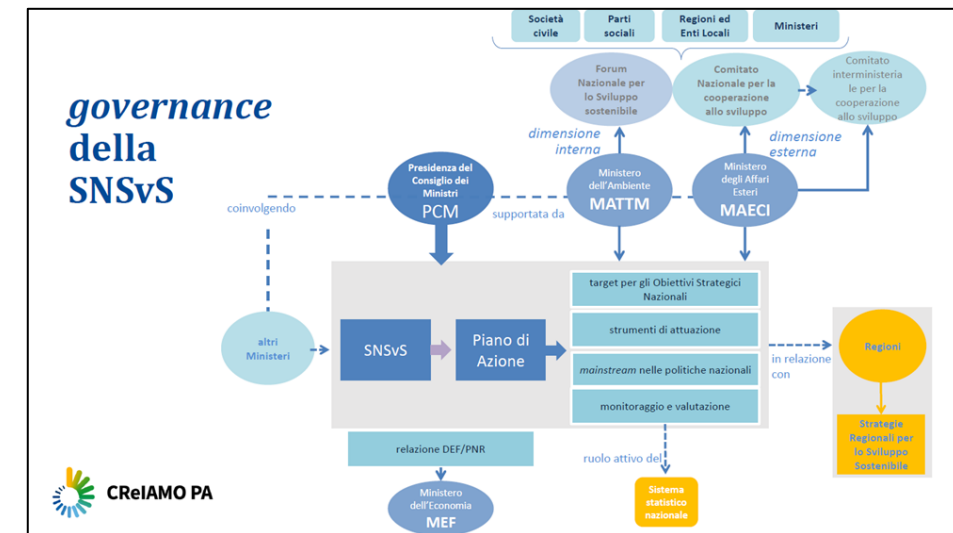 Società
civile
Parti
sociali
Regioni ed
Enti Locali
Ministeri
Forum
Nazionale per
lo Sviluppo
sostenibile
Comitato
Nazionale per la
cooperazione
allo sviluppo
Comitato
interministeria
le per la
cooperazione
allo sviluppo
governance
della
SNSvS
dimensione
interna
dimensione
esterna
Presidenza del
Consiglio dei
Ministri
PCM
Ministero
dell'Ambiente
MATTM
Ministero
degli Affari
Esteri
MAECI
coinvolgendo
supportata da
target per gli Obiettivi Strategici
Nazionali
altri
Ministeri
SNSvS
Piano di
Azione
strumenti di attuazione
mainstream nelle politiche nazionali
monitoraggio e valutazione
in relazione
con
Regioni
Strategie
Regionali per
lo Sviluppo
Sostenibile
relazione DEF/PNR
ruolo attivo del
Ministero
dell'Economia
MEF
Sistema
statistico
nazionale
CReIAMO PA